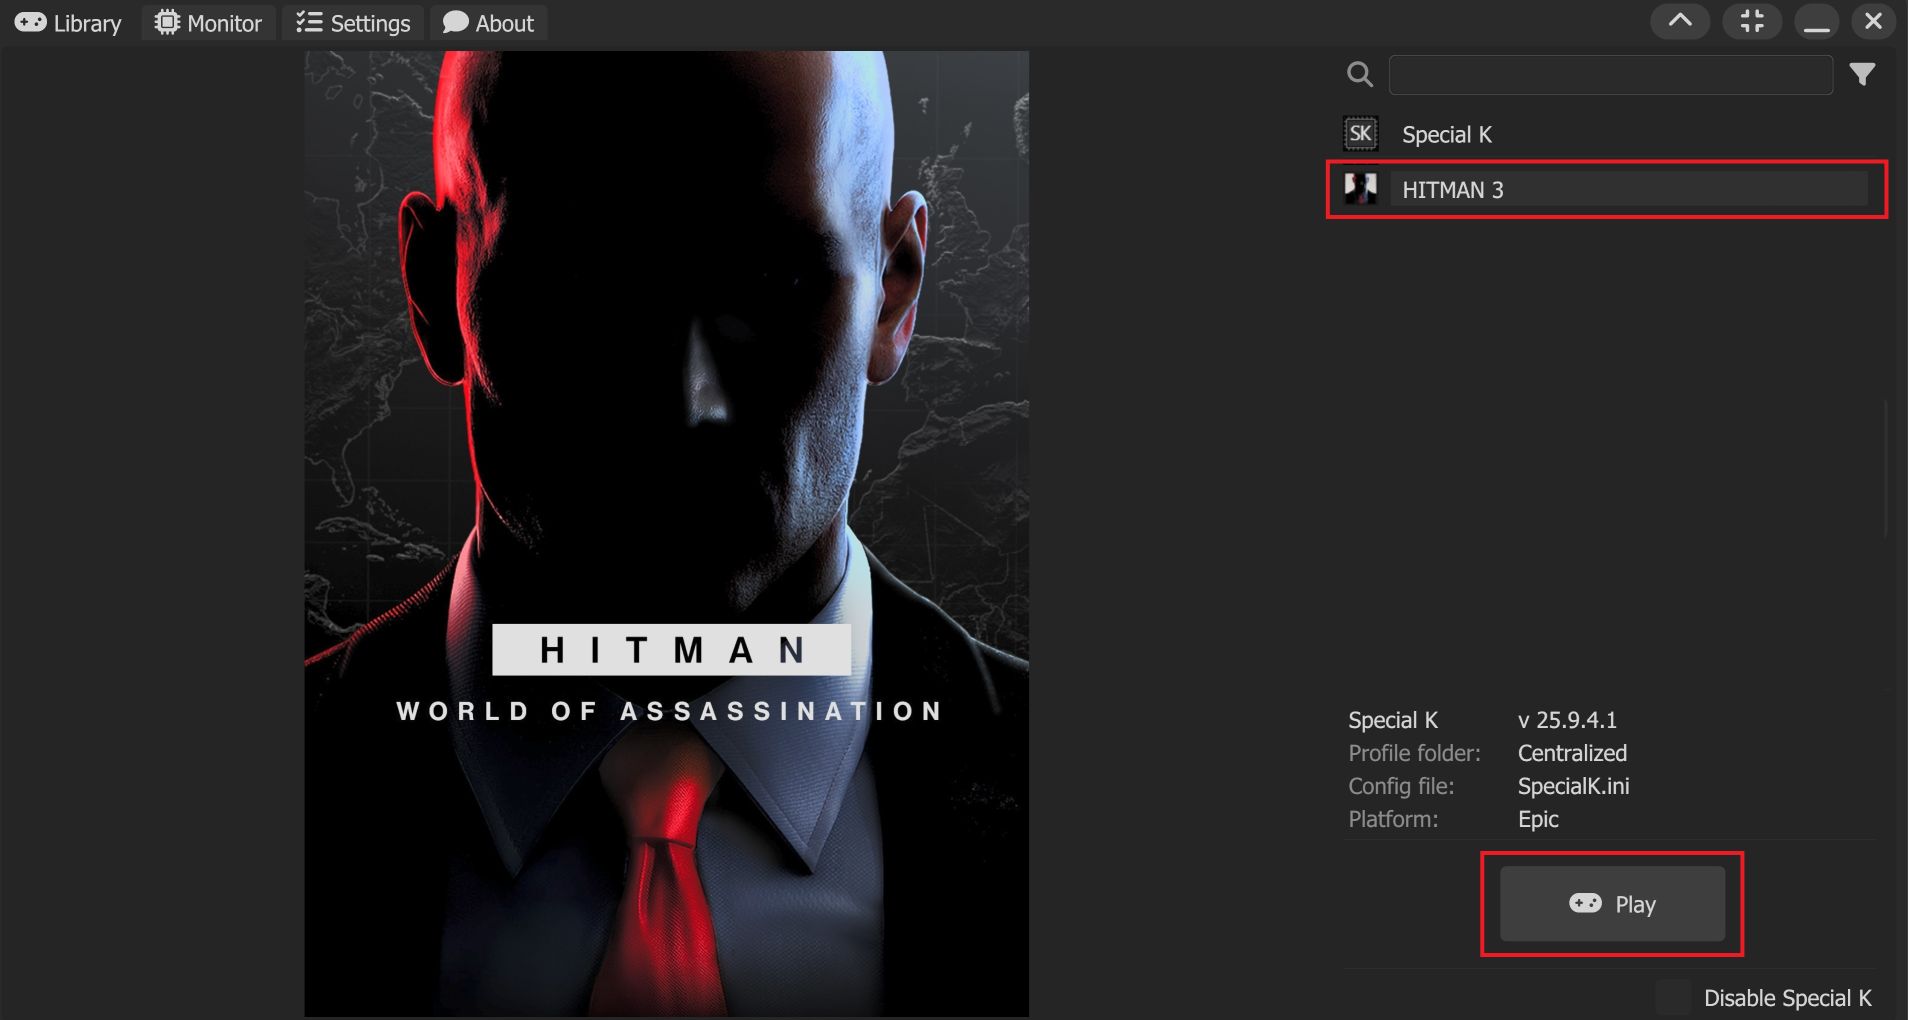 Library Monitor Settings About
SK Special K
HITMAN 3
HITMAN
WORLD OF ASSASSINATION
Special K v 25.9.4.1
Profile folder: Centralized
Config file: SpecialK.ini
Platform: Epic
Play
Disable Special K